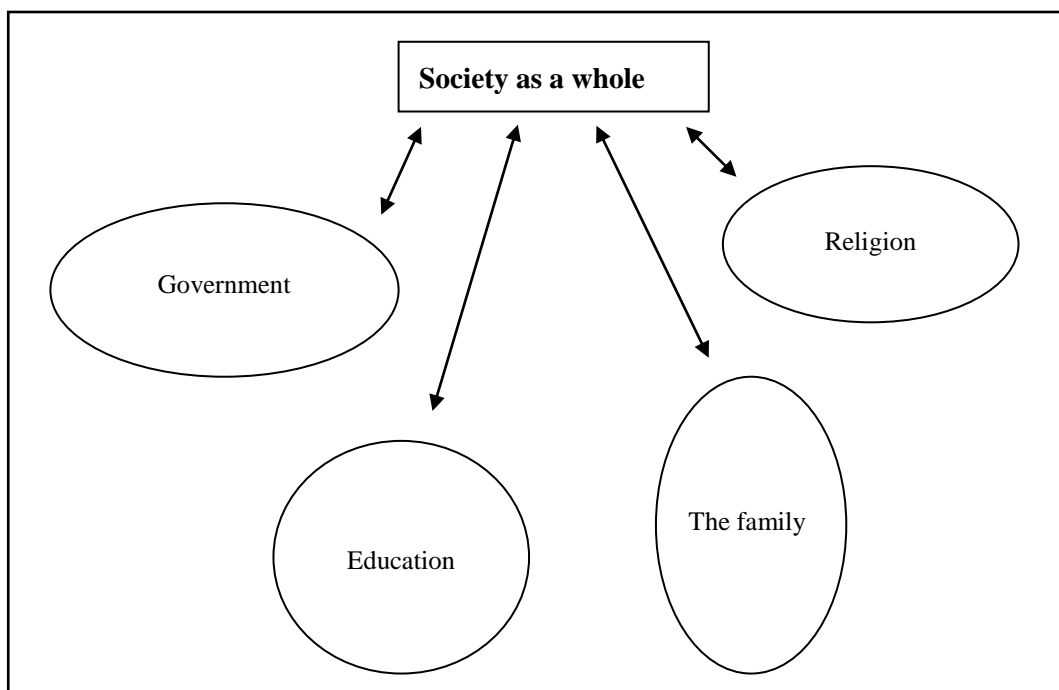 Society as a whole
Religion
Government
The family
Education